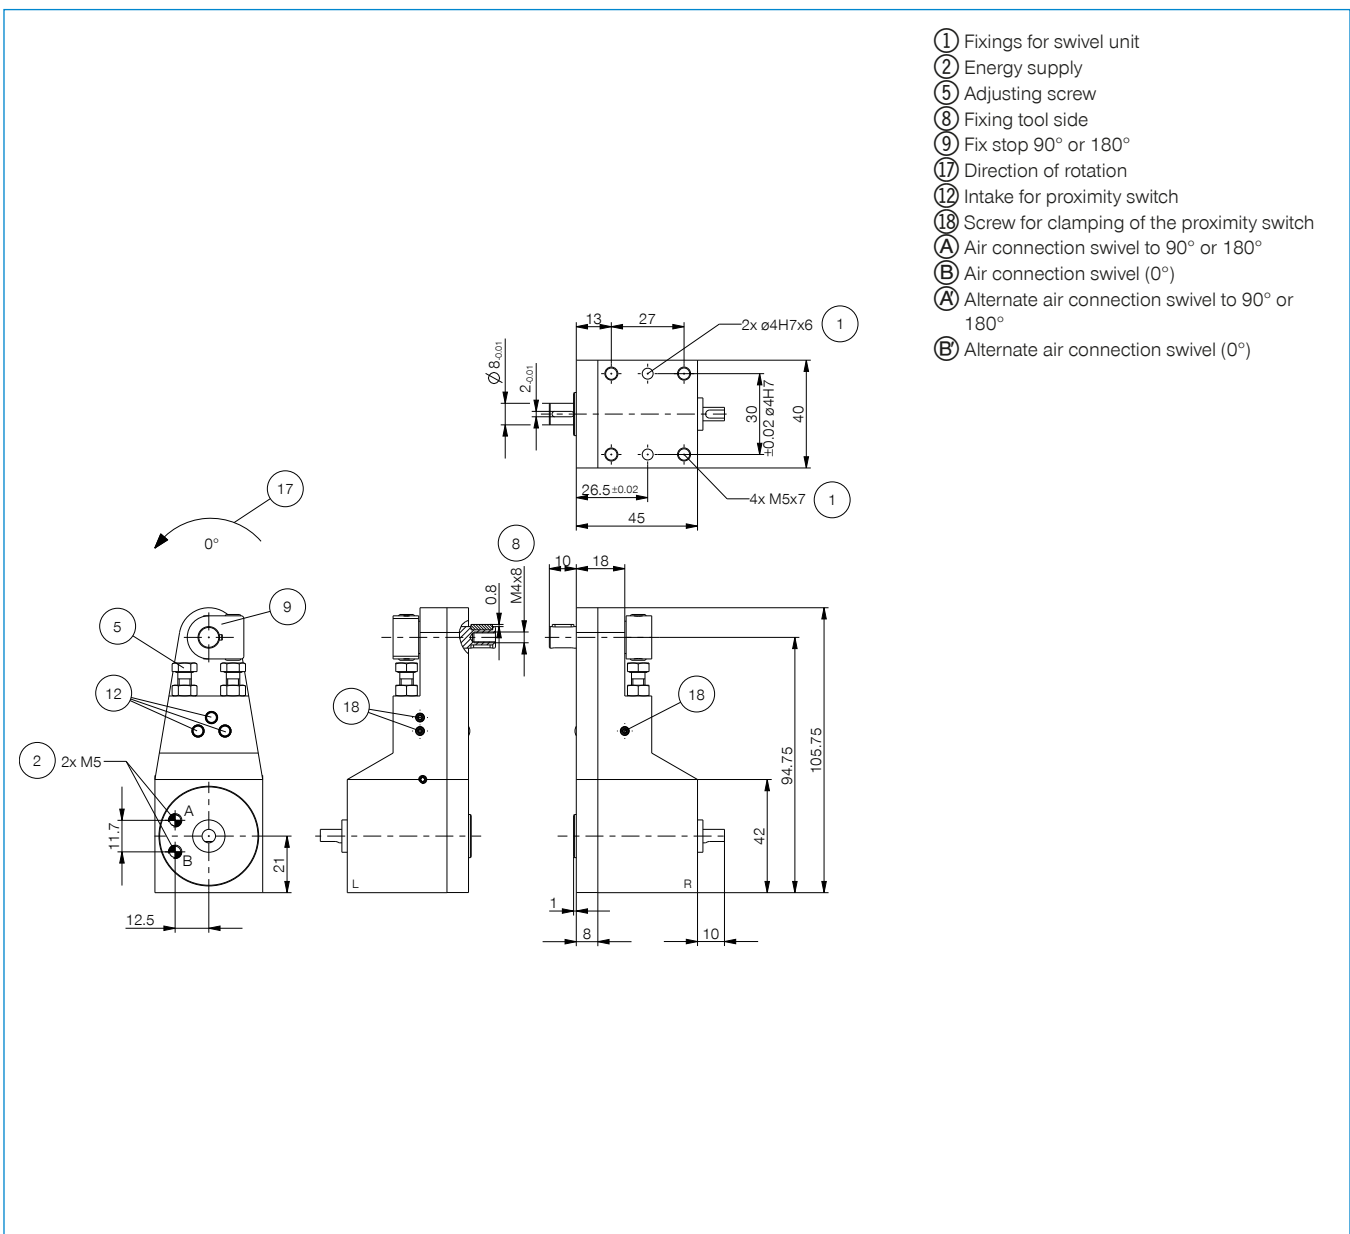 ① Fixings for swivel unit
② Energy supply
⑤ Adjusting screw
⑧ Fixing tool side
⑨ Fix stop 90° or 180°
⑰ Direction of rotation
⑫ Intake for proximity switch
⑱ Screw for clamping of the proximity switch
Ⓐ Air connection swivel to 90° or 180°
Ⓑ Air connection swivel (0°)
A' Alternate air connection swivel to 90° or
180°
B' Alternate air connection swivel (0°)
13
27
2x ø4H7x6
1
Ø8-0.01
2-0.01
30
±0.02 ø4H7
40
26.5±0.02
45
4x M5x7
1
17
0°
9
5
12
2
2x M5
A
B
11.7
21
12.5
8
0.8
M4x8
18
L
10
18
18
94.75
105.75
42
R
1
8
10